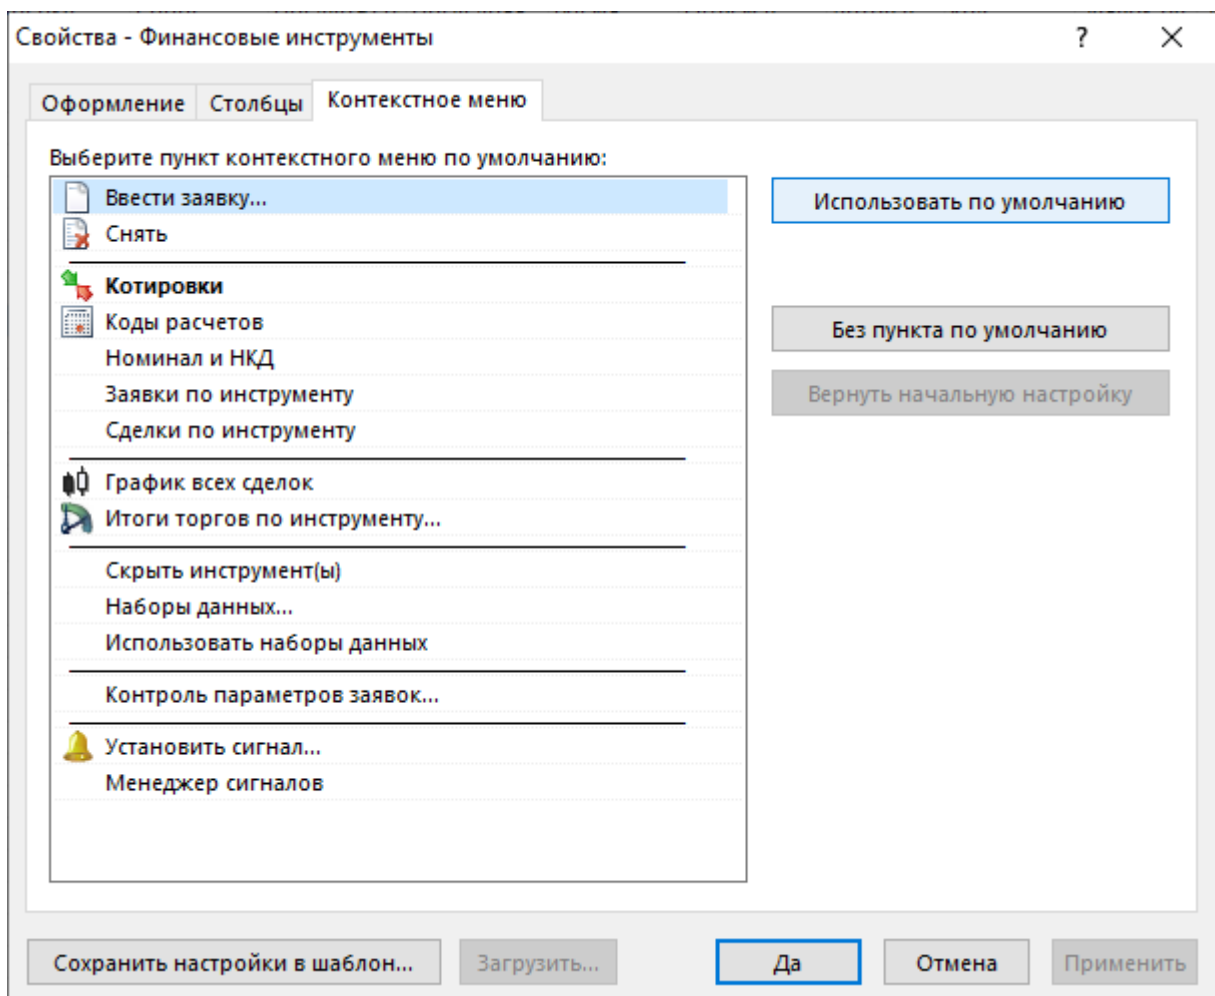 Свойства - Финансовые инструменты
?
Оформление Столбцы Контекстное меню
Выберите пункт контекстного меню по умолчанию:
Ввести заявку...
Использовать по умолчанию
Снять
Котировки
Коды расчетов
Без пункта по умолчанию
Номинал и НКД
Заявки по инструменту
Вернуть начальную настройку
Сделки по инструменту
График всех сделок
Итоги торгов по инструменту...
Скрыть инструмент(ы)
Наборы данных...
Использовать наборы данных
Контроль параметров заявок...
Установить сигнал...
Менеджер сигналов
Сохранить настройки в шаблон... Загрузить... Да Отмена Применить